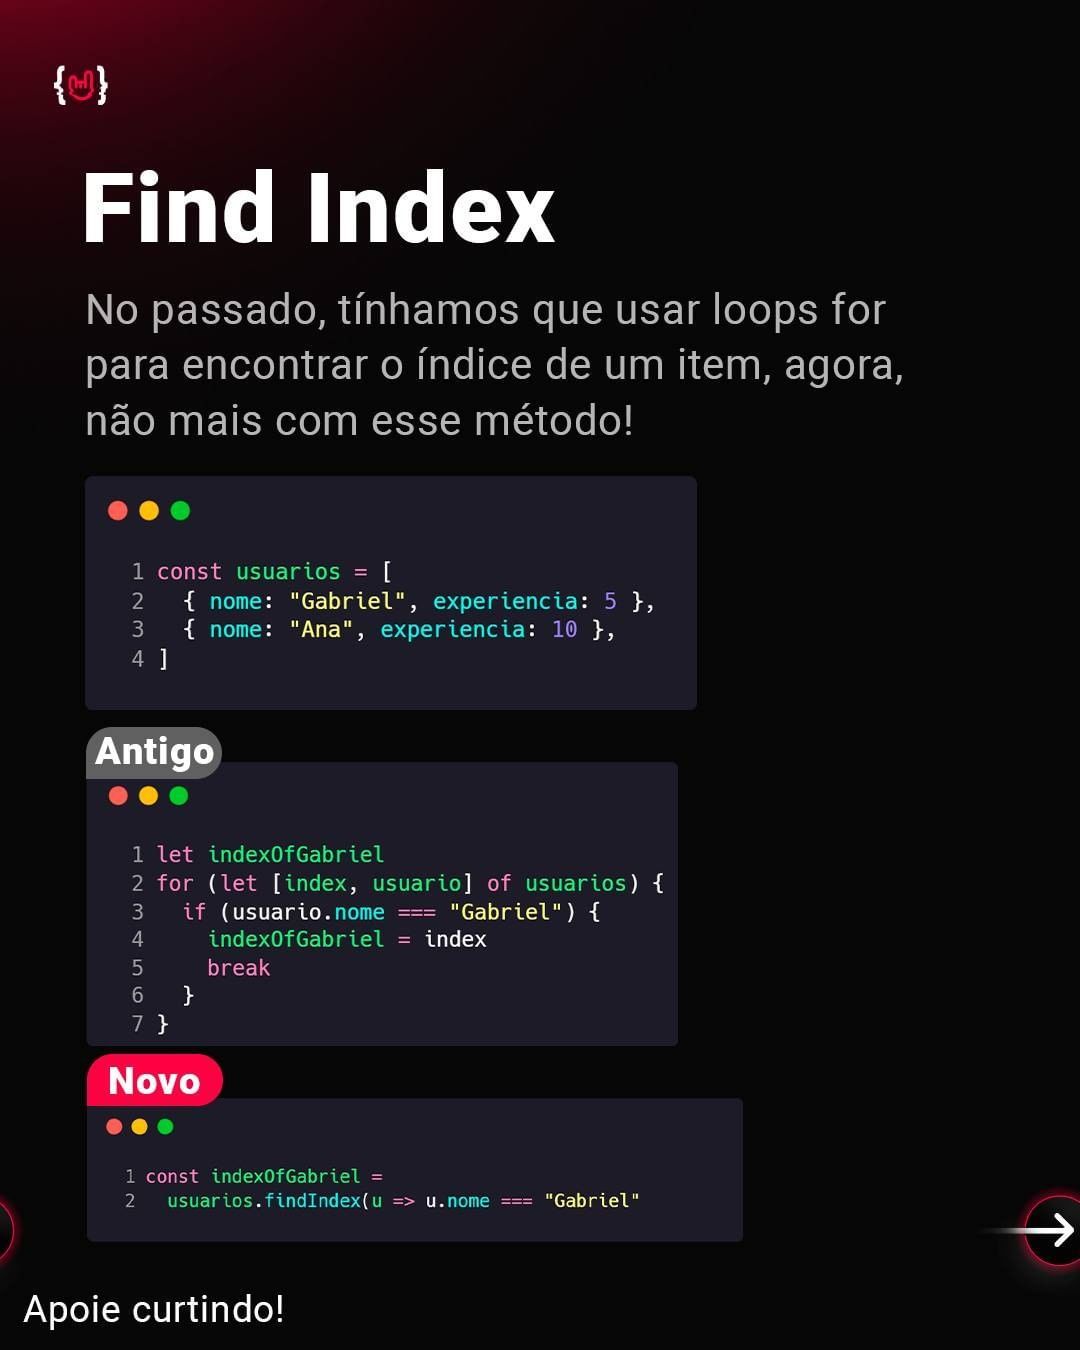 Find Index
No passado, tínhamos que usar loops for
para encontrar o índice de um item, agora,
não mais com esse método!
1 const usuarios = [
2   { nome: "Gabriel", experiencia: 5 },
3   { nome: "Ana", experiencia: 10 },
4 ]
Antigo
1 let indexOfGabriel
2 for (let [index, usuario] of usuarios) {
3   if (usuario.nome === "Gabriel") {
4     indexOfGabriel = index
5     break
6   }
7 }
Novo
1 const indexOfGabriel =
2   usuarios.findIndex(u => u.nome === "Gabriel"
Apoie curtindo!